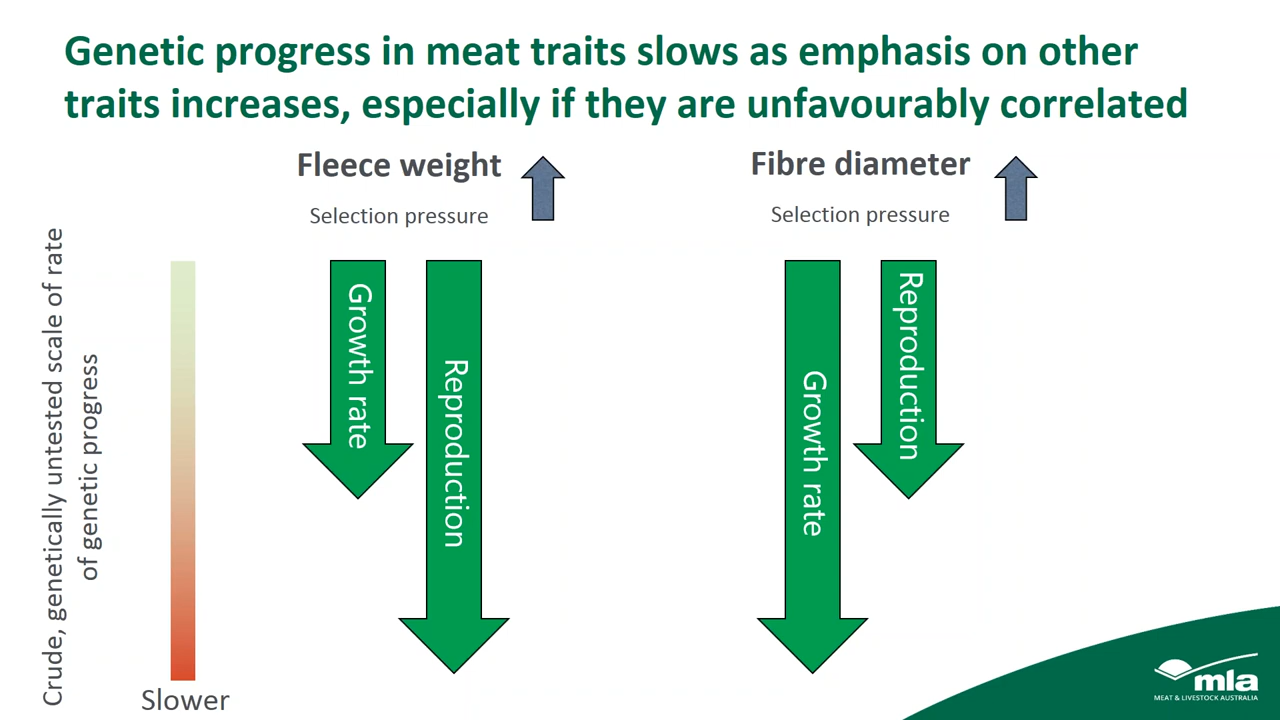 Genetic progress in meat traits slows as emphasis on other
traits increases, especially if they are unfavourably correlated
Fleece weight
Selection pressure
Fibre diameter
Selection pressure
Crude, genetically untested scale of rate
of genetic progress
Slower
Growth rate
Reproduction
Growth rate
Reproduction
mla
MEAT & LIVESTOCK AUSTRALIA